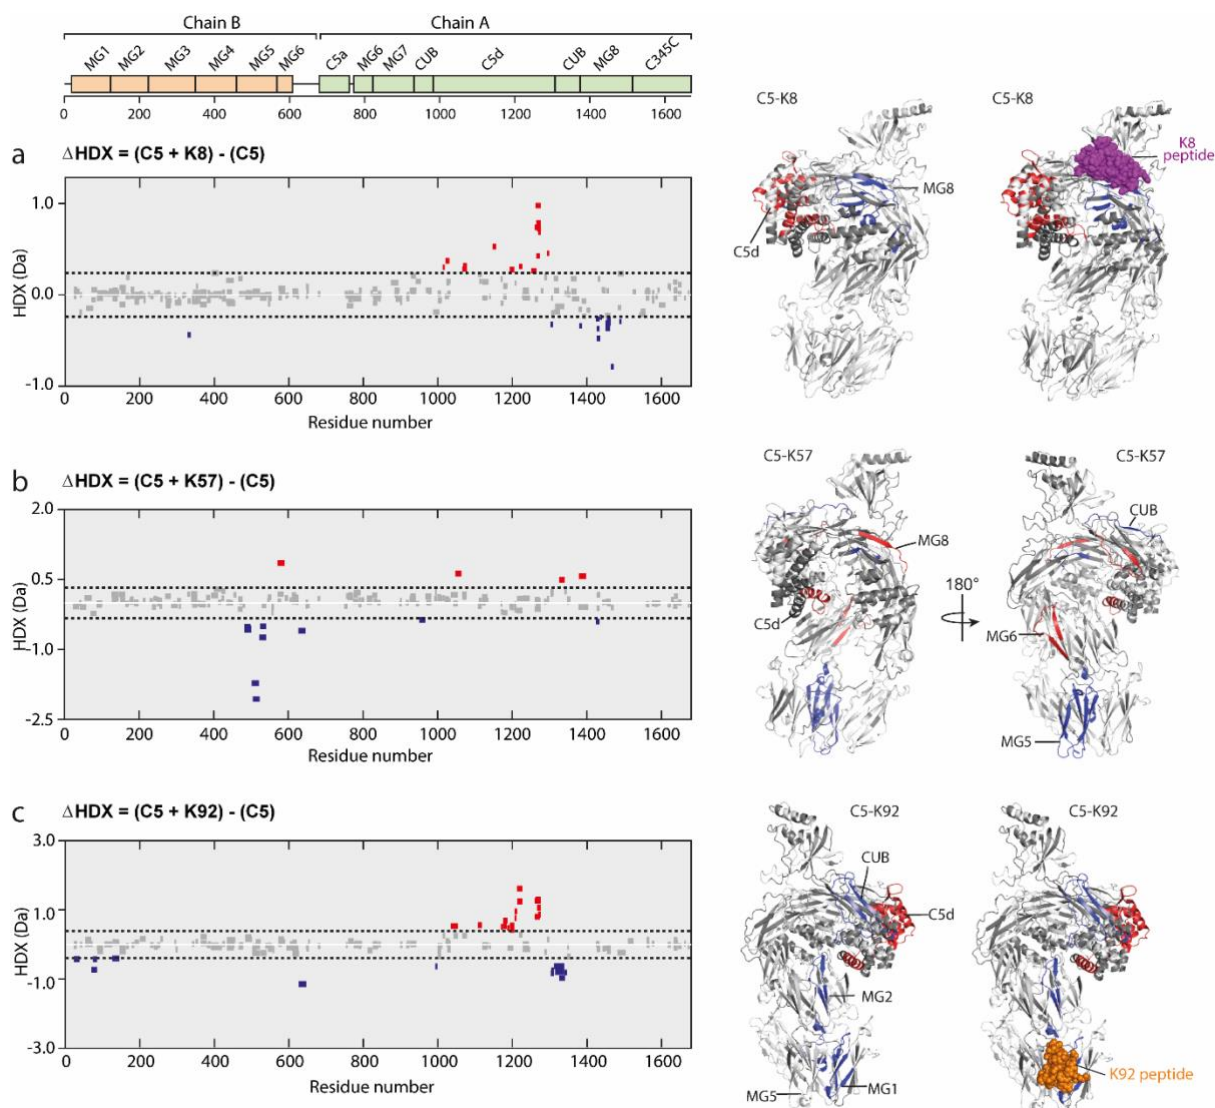 Chain B Chain A
MG1 MG2 MG3 MG4 MG5 MG6 C5a MG6 MG7 CUB C5d CUB MG8 C345C
0 200 400 600 800 1000 1200 1400 1600
a ΔHDX = (C5 + K8) - (C5)
HDX (Da)
1.0
0.0
-1.0
0 200 400 600 800 1000 1200 1400 1600
Residue number
C5-K8
MG8
C5d
C5-K8
K8
peptide
b ΔHDX = (C5 + K57) - (C5)
HDX (Da)
2.0
0.5
-1.0
-2.5
0 200 400 600 800 1000 1200 1400 1600
Residue number
C5-K57
MG8
C5d
180°
C5-K57
CUB
MG6
MG5
c ΔHDX = (C5 + K92) - (C5)
HDX (Da)
3.0
1.0
-1.0
-3.0
0 200 400 600 800 1000 1200 1400 1600
Residue number
C5-K92
CUB
C5d
MG2
MG5
MG1
C5-K92
K92 peptide